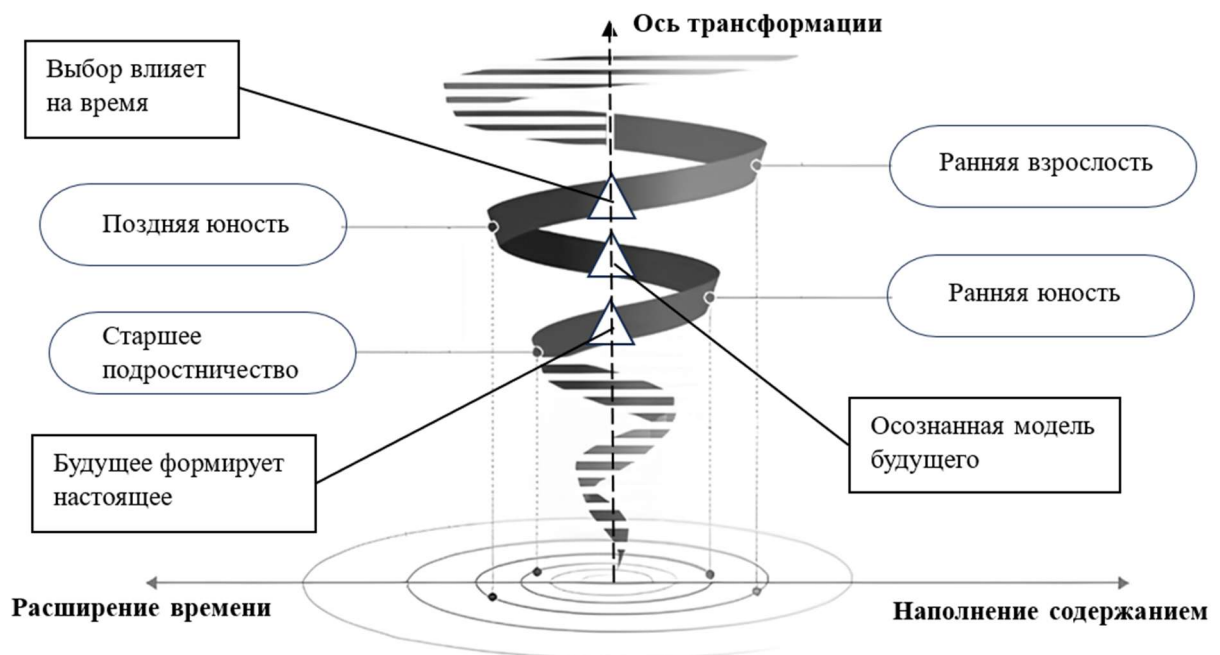 Ось трансформации
Выбор влияет
на время
Ранняя взрослость
Поздняя юность
Ранняя юность
Старшее
подростничество
Осознанная модель
будущего
Будущее формирует
настоящее
Расширение времени
Наполнение содержанием